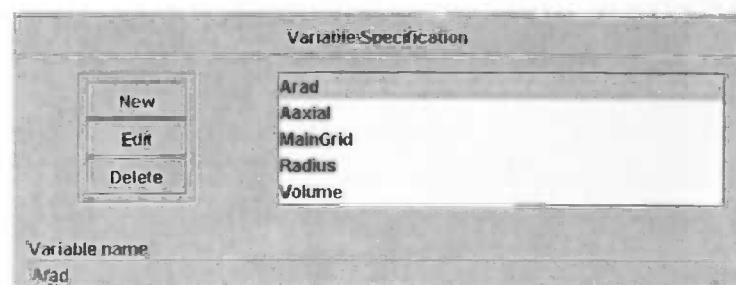 Variable Specification
New
Edit
Delete
Arad
Aaxial
MainGrid
Radius
Volume
Variable name
Arad